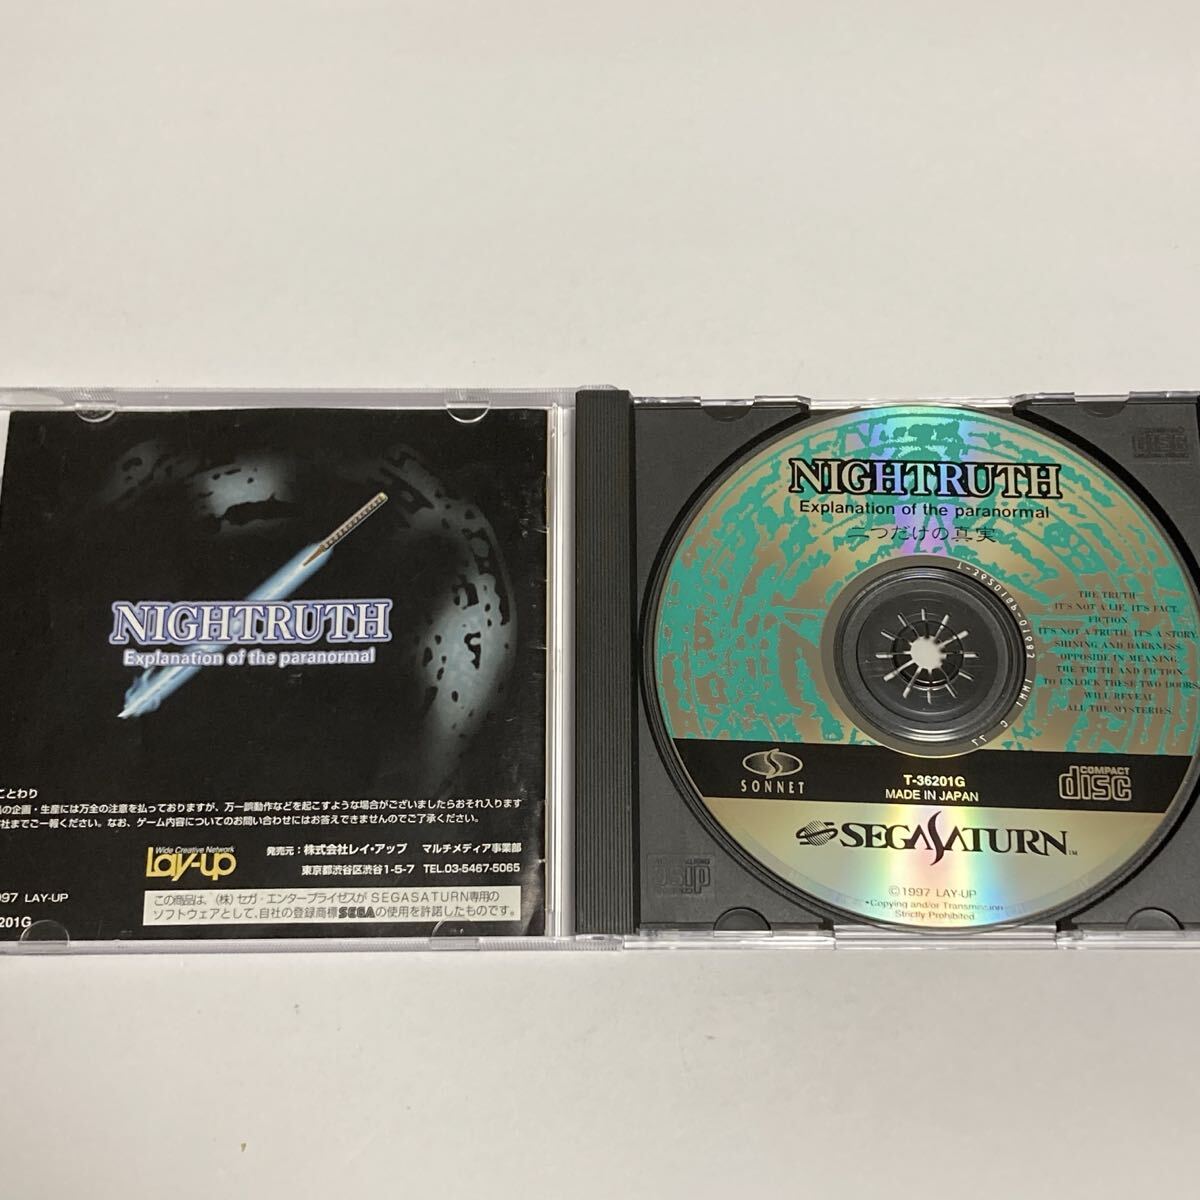 NIGHTRUTH
Explanation of the paranormal
ことわり
の企画・生産には万全の注意を払っておりますが、万一誤動作などを起こすような場合がございましたらおそれ入ります
社までご一報ください。なお、ゲーム内容についてのお問い合わせにはお答えできませんのでご了承ください。
Wide Creative Network
Lay-up
発売元：株式会社レイ・アップ マルチメディア事業部
東京都渋谷区渋谷1-5-7 TEL.03-5467-5065
997 LAY-UP
201G
この商品は、(株)セガ・エンタープライゼスがSEGASATURN専用の
ソフトウェアとして、自社の登録商標SEGAの使用を許諾したものです。
NIGHTRUTH
Explanation of the paranormal
二つだけの真実
THE TRUTH
IT'S NOT A LIE, IT'S FACT.
FICTION
IT'S NOT A TRUTH, IT'S A STORY.
SHINING AND DARKNESS.
OPPOSIDE IN MEANING.
THE TRUTH AND FICTION
TO UNLOCK THESE TWO DOORS,
WILL REVEAL
ALL THE MYSTERIES.
SONNET
T-36201G
MADE IN JAPAN
COMPACT
disc
SEGASATURN
TM
©1997 LAY-UP
•Copying and/or Transmission
Strictly Prohibited.